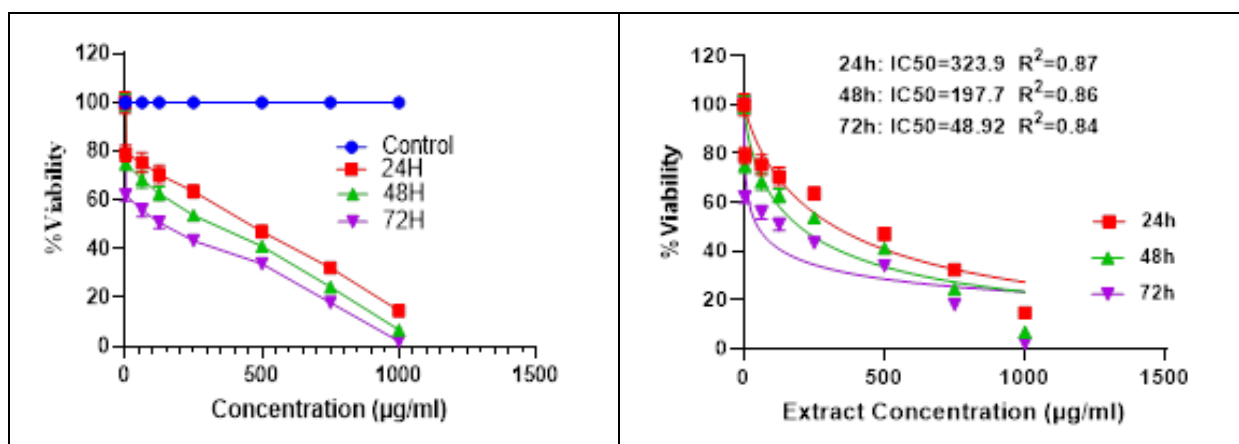 120
100
80
60
40
20
0
% Viability
Control
24H
48H
72H
0
500
1000
1500
Concentration (µg/ml)
24h: IC50=323.9 R²=0.87
48h: IC50=197.7 R²=0.86
72h: IC50=48.92 R²=0.84
120
100
80
60
40
20
0
% Viability
24h
48h
72h
0
500
1000
1500
Extract Concentration (µg/ml)